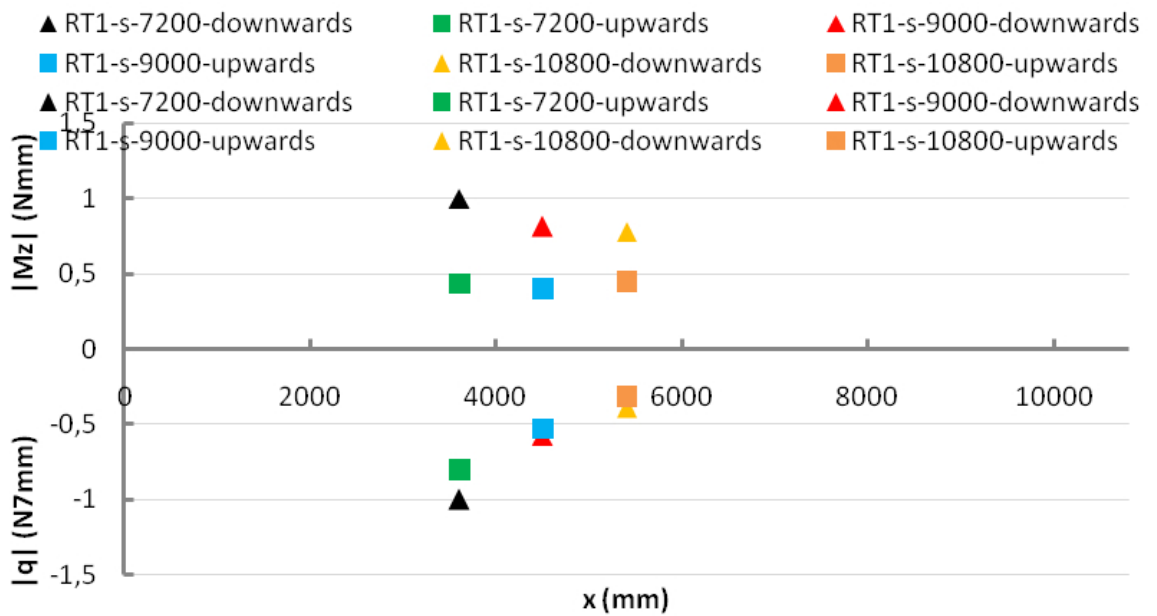 RT1-s-7200-downwards RT1-s-7200-upwards RT1-s-9000-downwards
RT1-s-9000-upwards RT1-s-10800-downwards RT1-s-10800-upwards
RT1-s-7200-downwards RT1-s-7200-upwards RT1-s-9000-downwards
RT1-s-9000-upwards RT1-s-10800-downwards RT1-s-10800-upwards
|Mz| (Nmm)
|q| (N7mm)
1,5
1
0,5
0
-0,5
-1
-1,5
0 2000 4000 6000 8000 10000
x (mm)